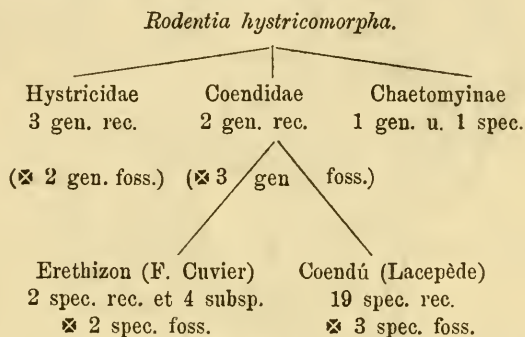 Rodentia hystricomorpha.
Hystricidae Coendidae Chaetomyinae
3 gen. rec. 2 gen. rec. 1 gen. u. 1 spec.
(✠ 2 gen. foss.) (✠ 3 gen foss.)
Erethizon (F. Cuvier) Coendú (Lacepède)
2 spec. rec. et 4 subsp. 19 spec. rec.
✠ 2 spec. foss. ✠ 3 spec. foss.